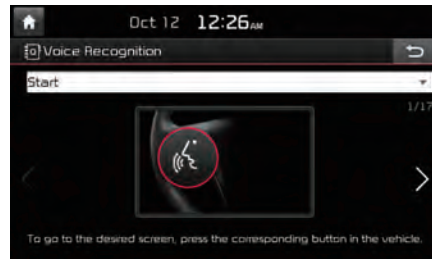 Oct 12 12:26AM
Voice Recognition
Start
1/17
To go to the desired screen, press the corresponding button in the vehicle.